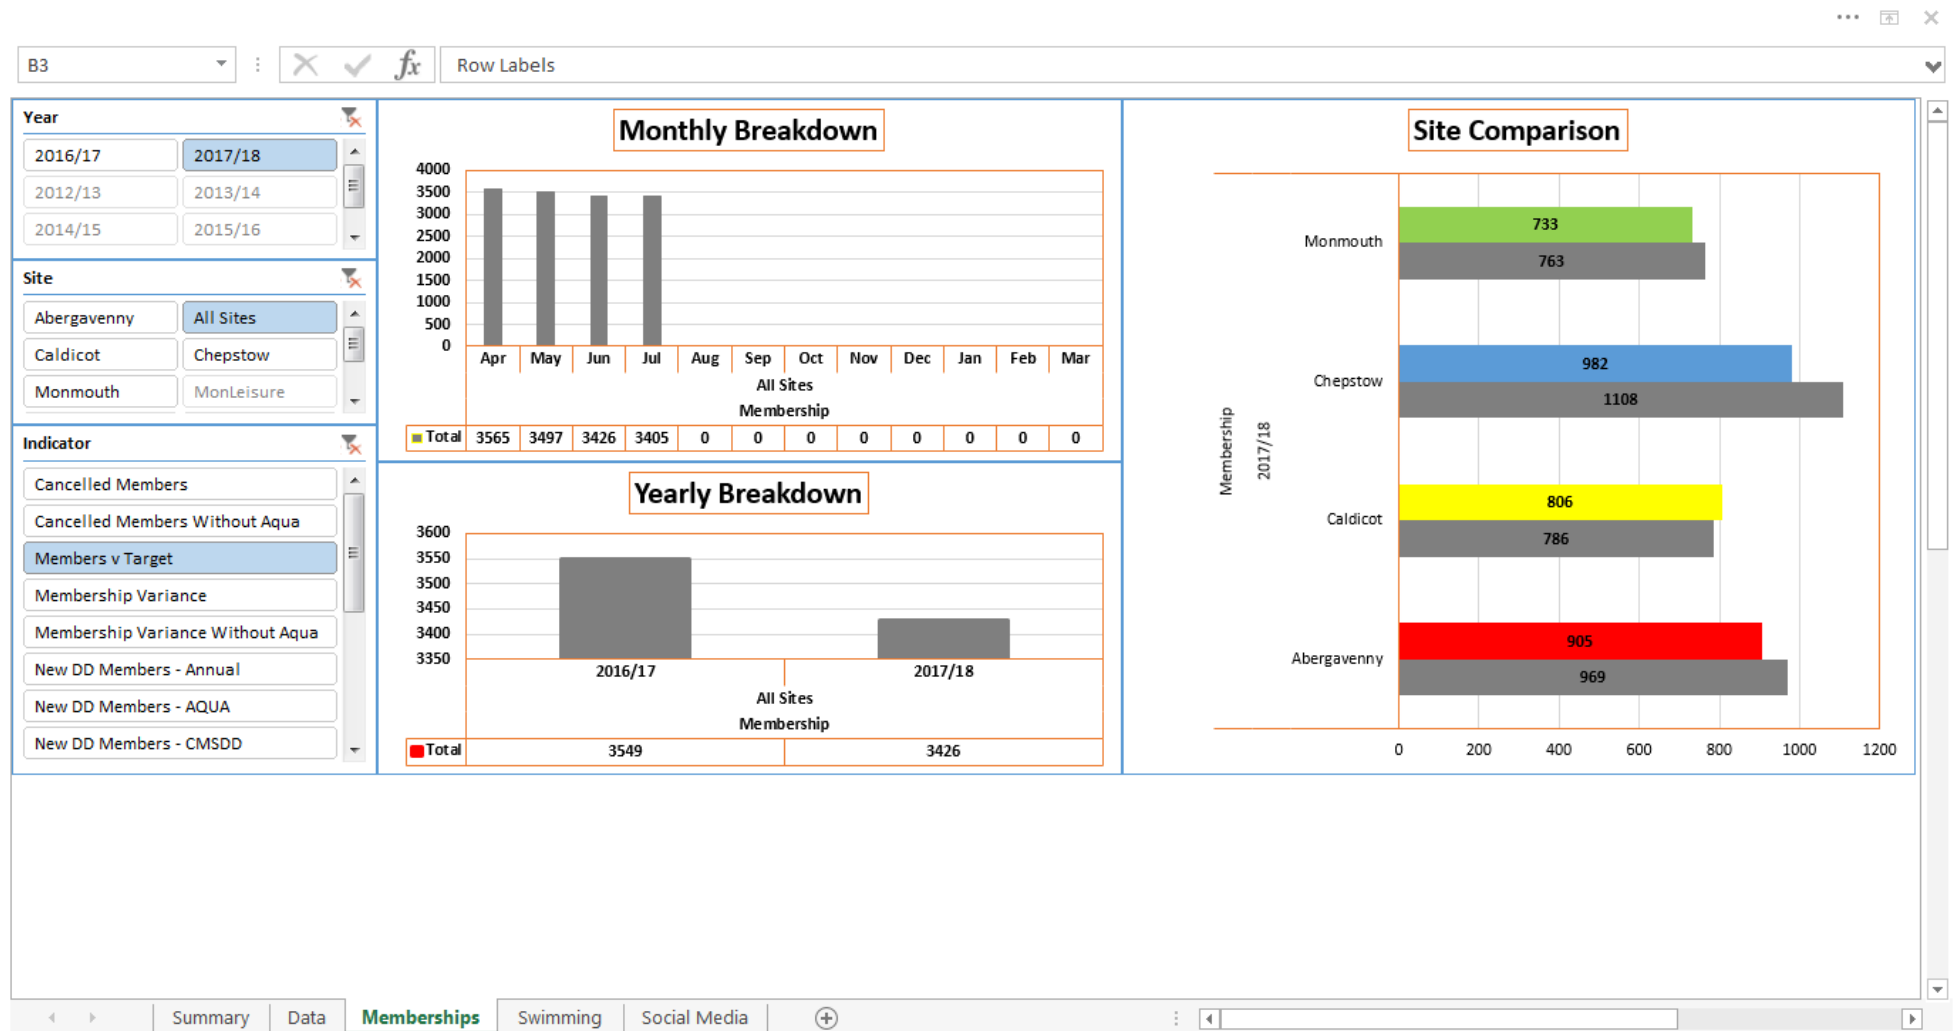 B3
fx
Row Labels
Year
2016/17 2017/18
2012/13 2013/14
2014/15 2015/16
Site
Abergavenny All Sites
Caldicot Chepstow
Monmouth MonLeisure
Indicator
Cancelled Members
Cancelled Members Without Aqua
Members v Target
Membership Variance
Membership Variance Without Aqua
New DD Members - Annual
New DD Members - AQUA
New DD Members - CMSDD
Monthly Breakdown
4000
3500
3000
2500
2000
1500
1000
500
0
Apr May Jun Jul Aug Sep Oct Nov Dec Jan Feb Mar
All Sites
Membership
Total 3565 3497 3426 3405 0 0 0 0 0 0 0 0
Yearly Breakdown
3600
3550
3500
3450
3400
3350
2016/17 2017/18
All Sites
Membership
Total 3549 3426
Site Comparison
Membership
2017/18
Monmouth
733
763
Chepstow
982
1108
Caldicot
806
786
Abergavenny
905
969
0 200 400 600 800 1000 1200
Summary Data Memberships Swimming Social Media